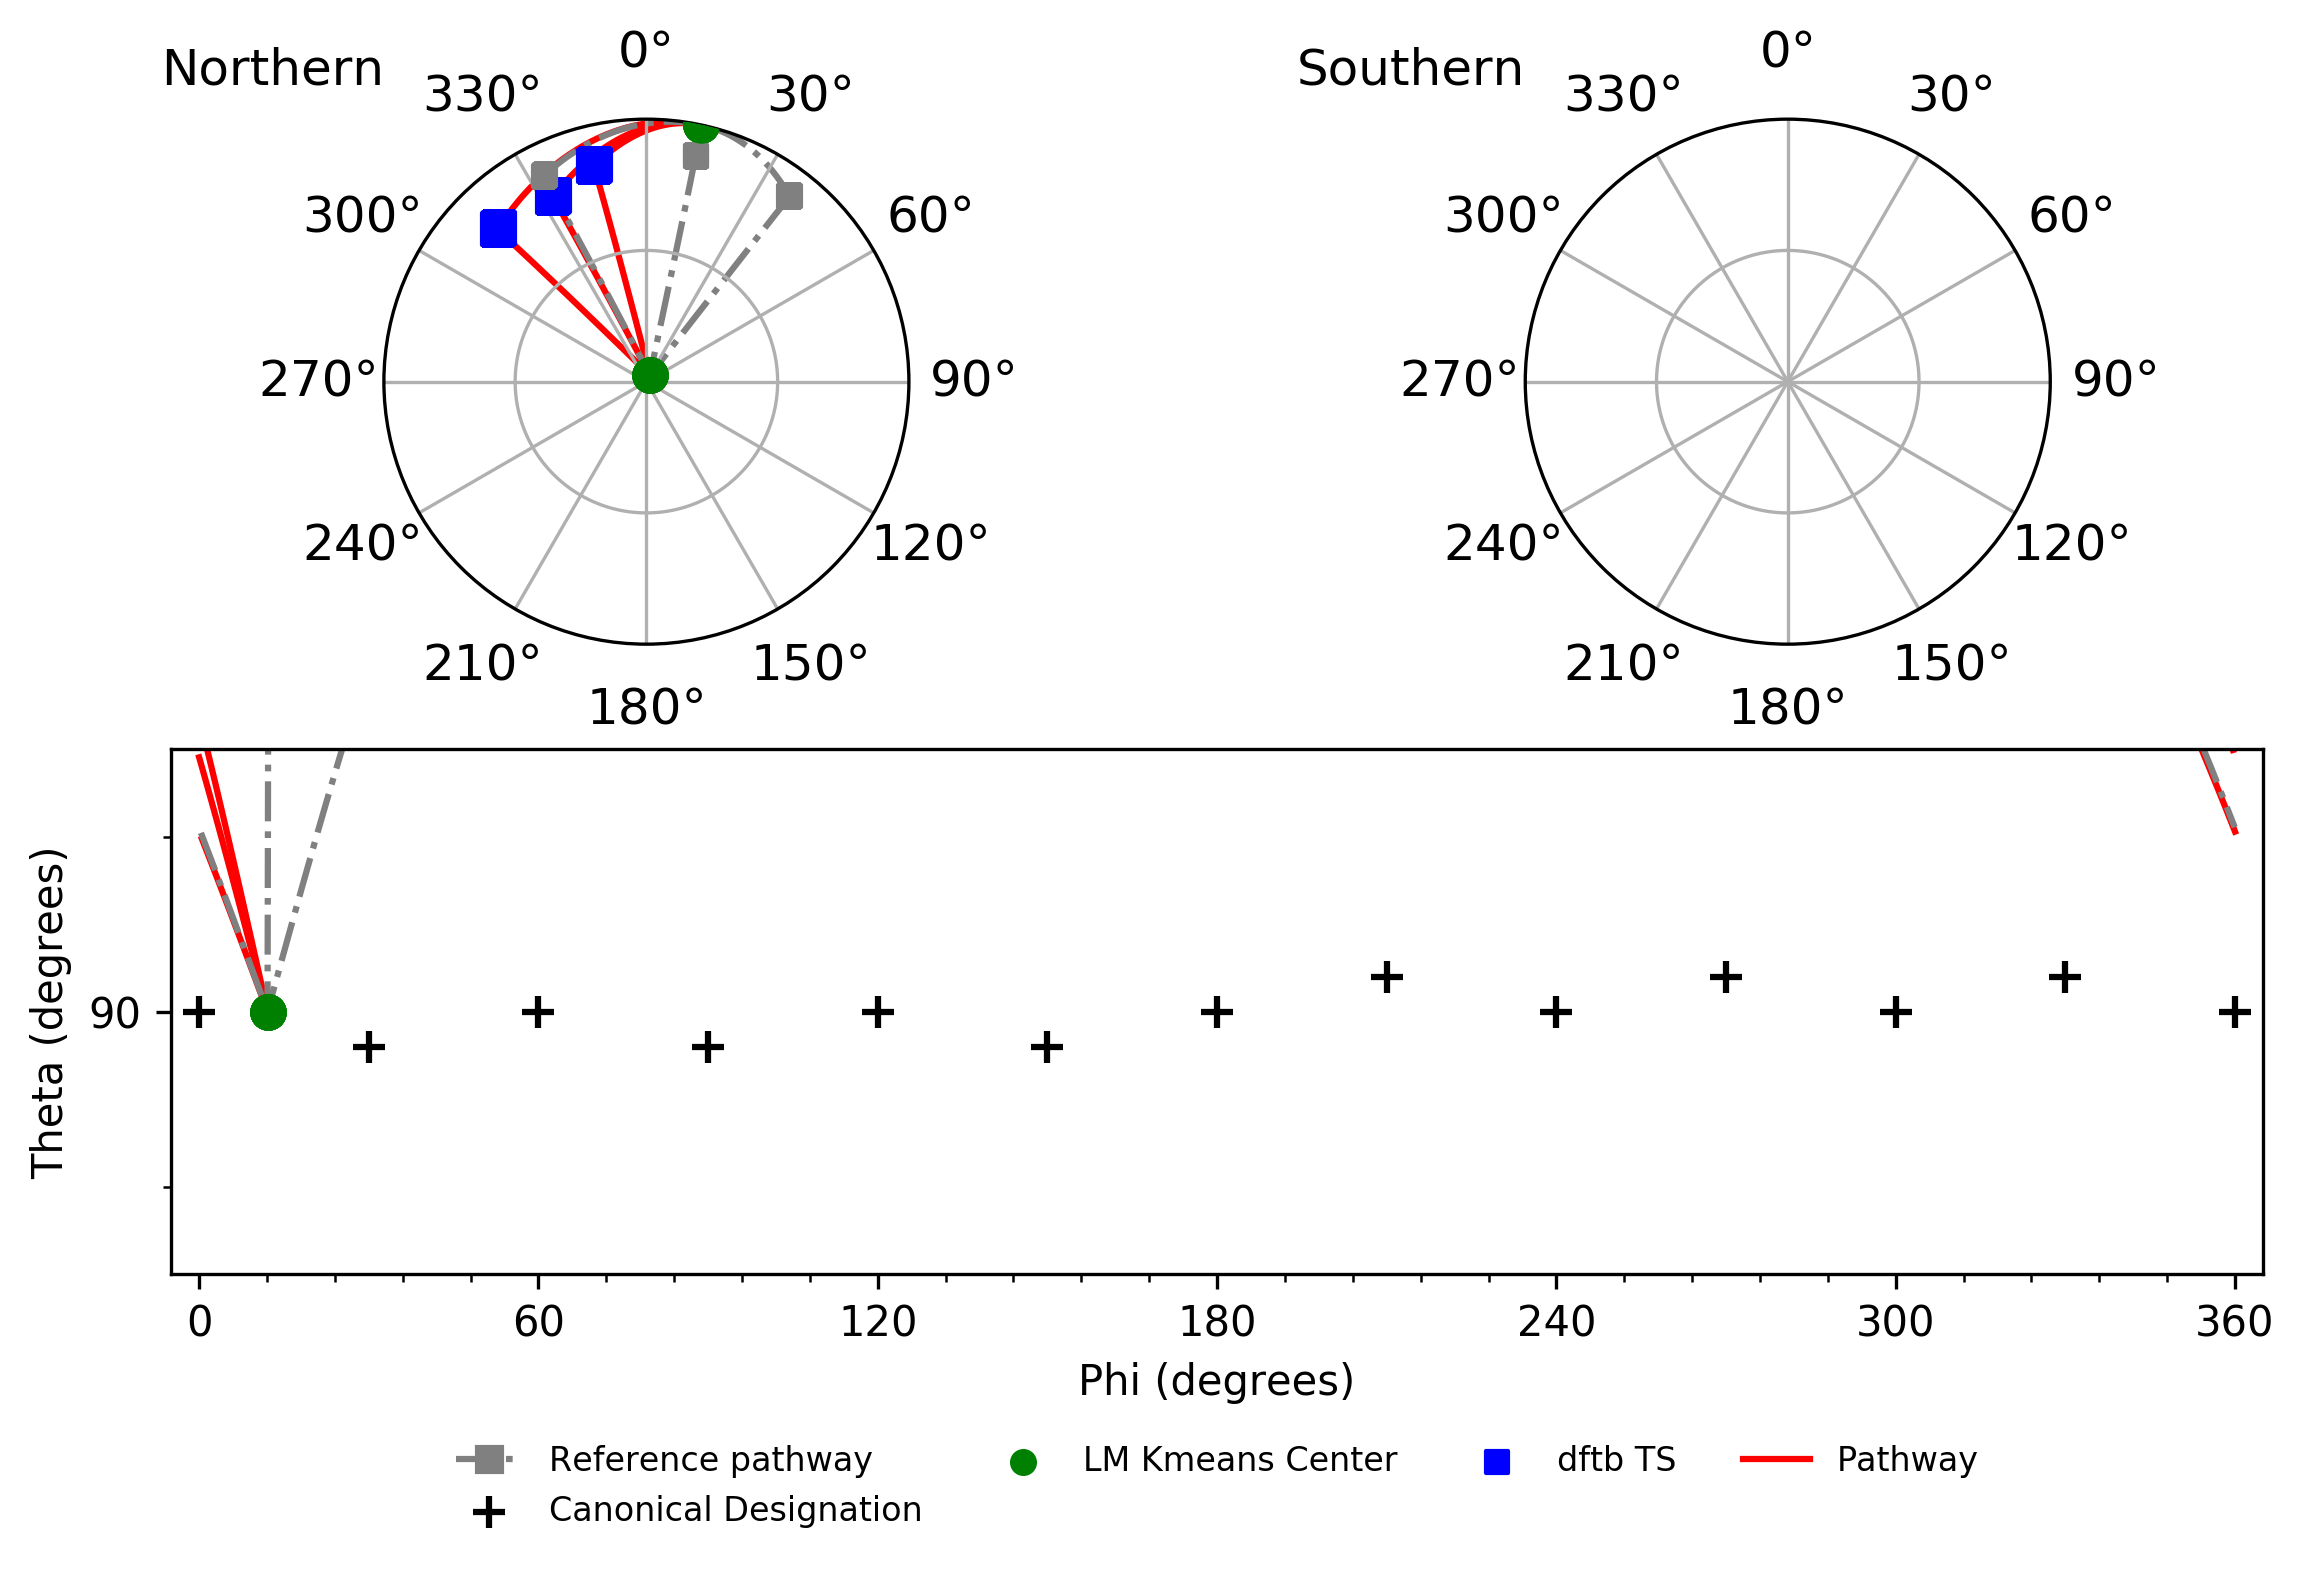 Northern
0°
30°
60°
90°
120°
150°
180°
210°
240°
270°
300°
330°
Southern
0°
30°
60°
90°
120°
150°
180°
210°
240°
270°
300°
330°
Theta (degrees)
90
0 60 120 180 240 300 360
Phi (degrees)
Reference pathway
Canonical Designation
LM Kmeans Center
dftb TS
Pathway